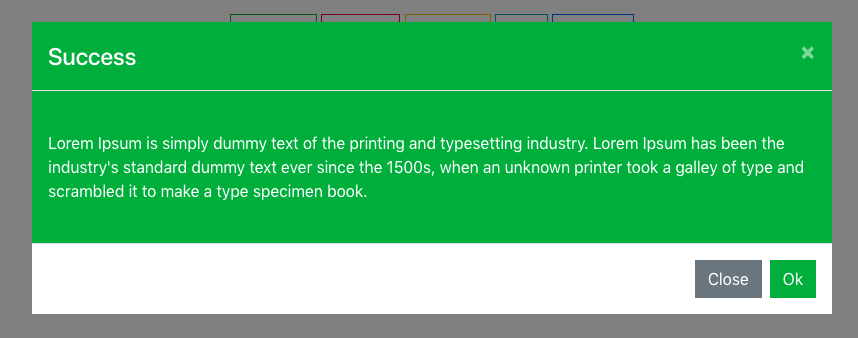 Success
×
Lorem Ipsum is simply dummy text of the printing and typesetting industry. Lorem Ipsum has been the
industry's standard dummy text ever since the 1500s, when an unknown printer took a galley of type and
scrambled it to make a type specimen book.
Close
Ok